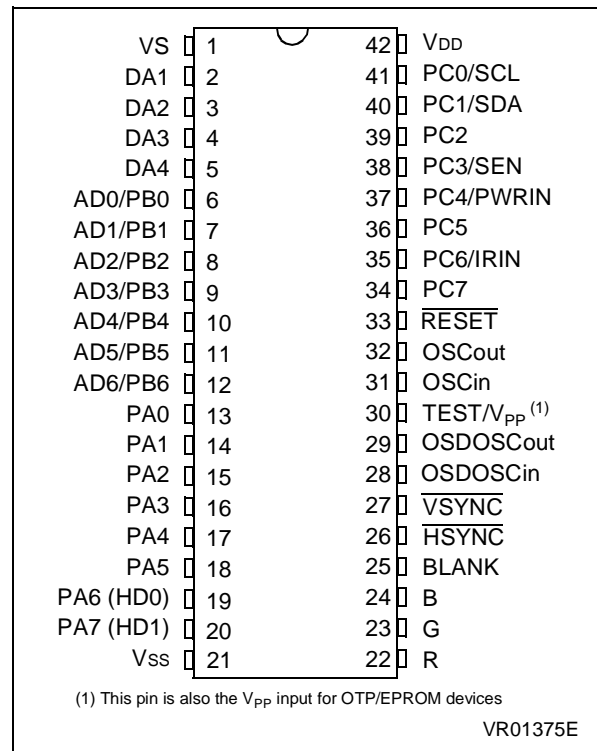 VS 1 42 VDD
DA1 2 41 PC0/SCL
DA2 3 40 PC1/SDA
DA3 4 39 PC2
DA4 5 38 PC3/SEN
AD0/PB0 6 37 PC4/PWRIN
AD1/PB1 7 36 PC5
AD2/PB2 8 35 PC6/IRIN
AD3/PB3 9 34 PC7
AD4/PB4 10 33 RESET
AD5/PB5 11 32 OSCout
AD6/PB6 12 31 OSCin
PA0 13 30 TEST/VPP (1)
PA1 14 29 OSDOSCout
PA2 15 28 OSDOSCin
PA3 16 27 VSYNC
PA4 17 26 HSYNC
PA5 18 25 BLANK
PA6 (HD0) 19 24 B
PA7 (HD1) 20 23 G
Vss 21 22 R
(1) This pin is also the VPP input for OTP/EPROM devices
VR01375E